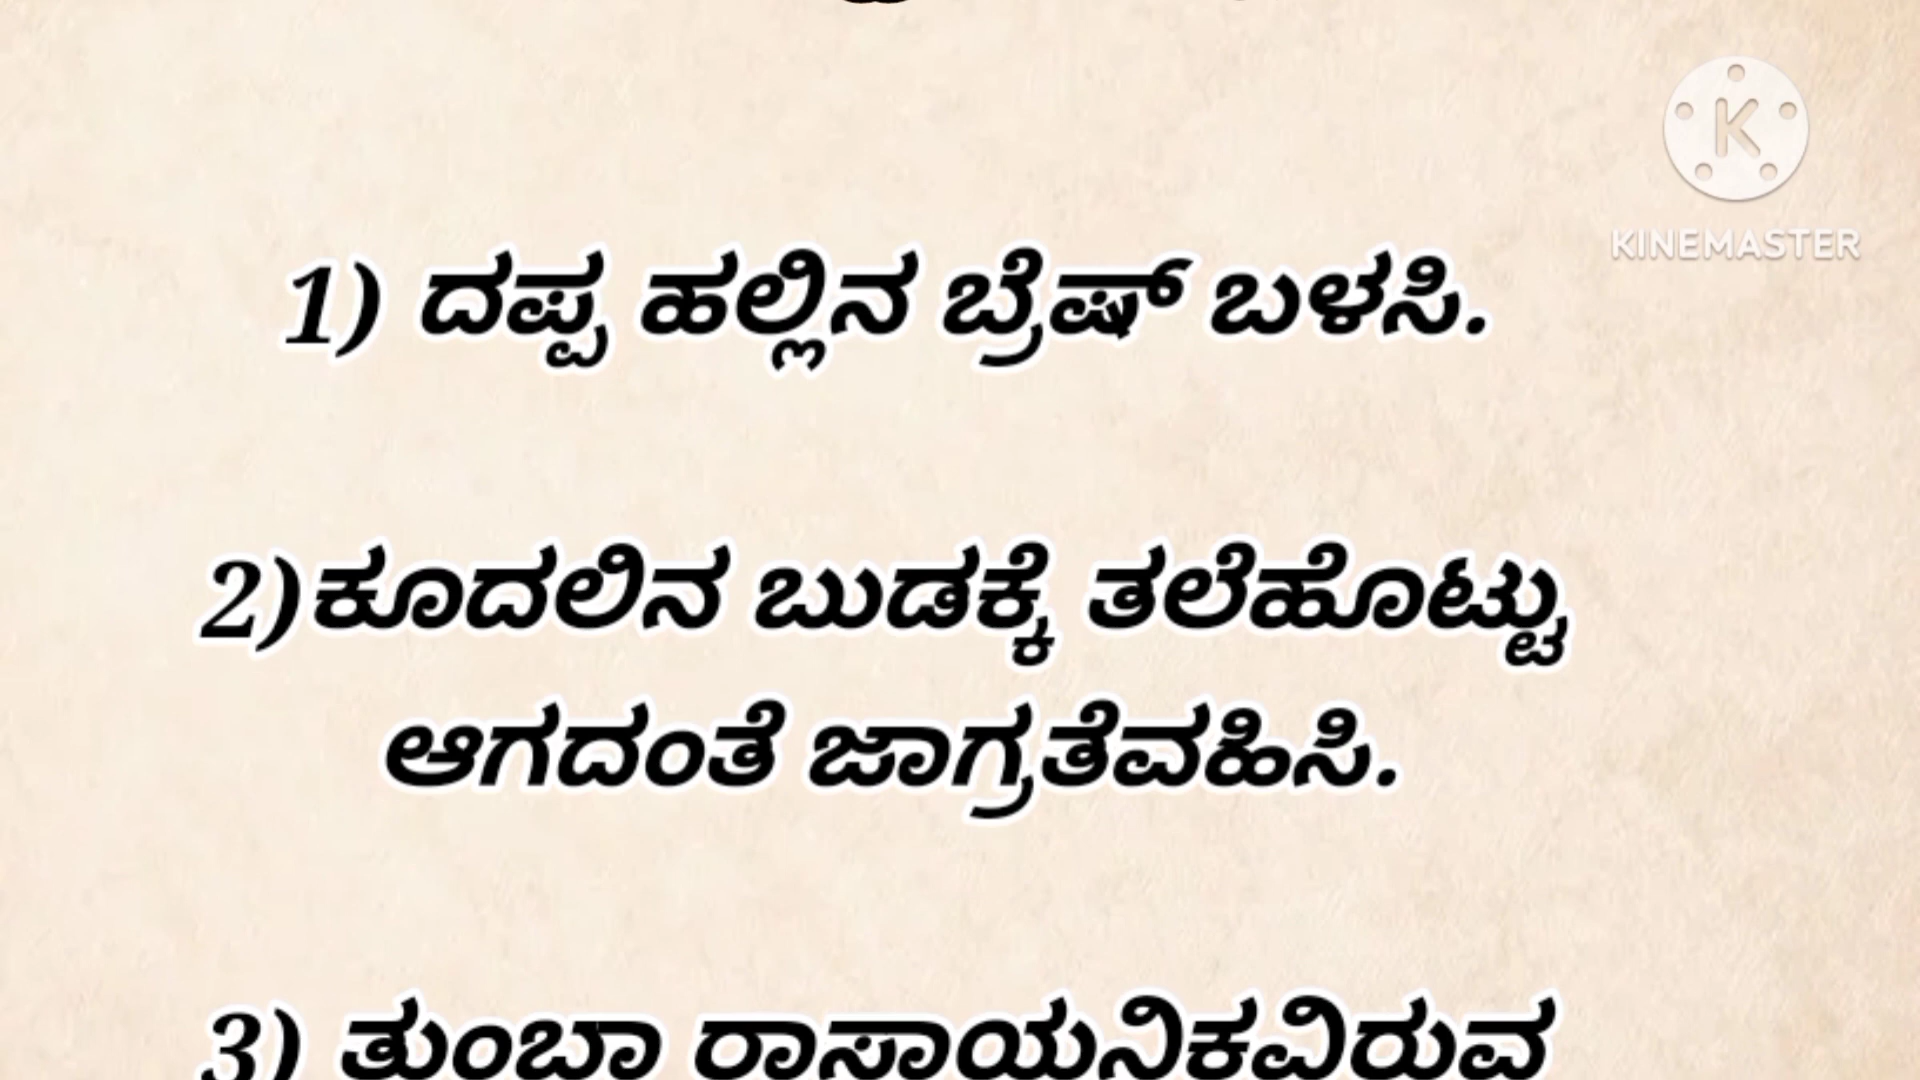 KINEMASTER
1) ದಪ್ಪ ಹಲ್ಲಿನ ಬ್ರೆಷ್ ಬಳಸಿ.
2)ಕೂದಲಿನ ಬುಡಕ್ಕೆ ತಲೆಹೊಟ್ಟು
ಆಗದಂತೆ ಜಾಗ್ರತೆವಹಿಸಿ.
3) ತುಂಬಾ ರಾಸಾಯನಿಕವಿರುವ